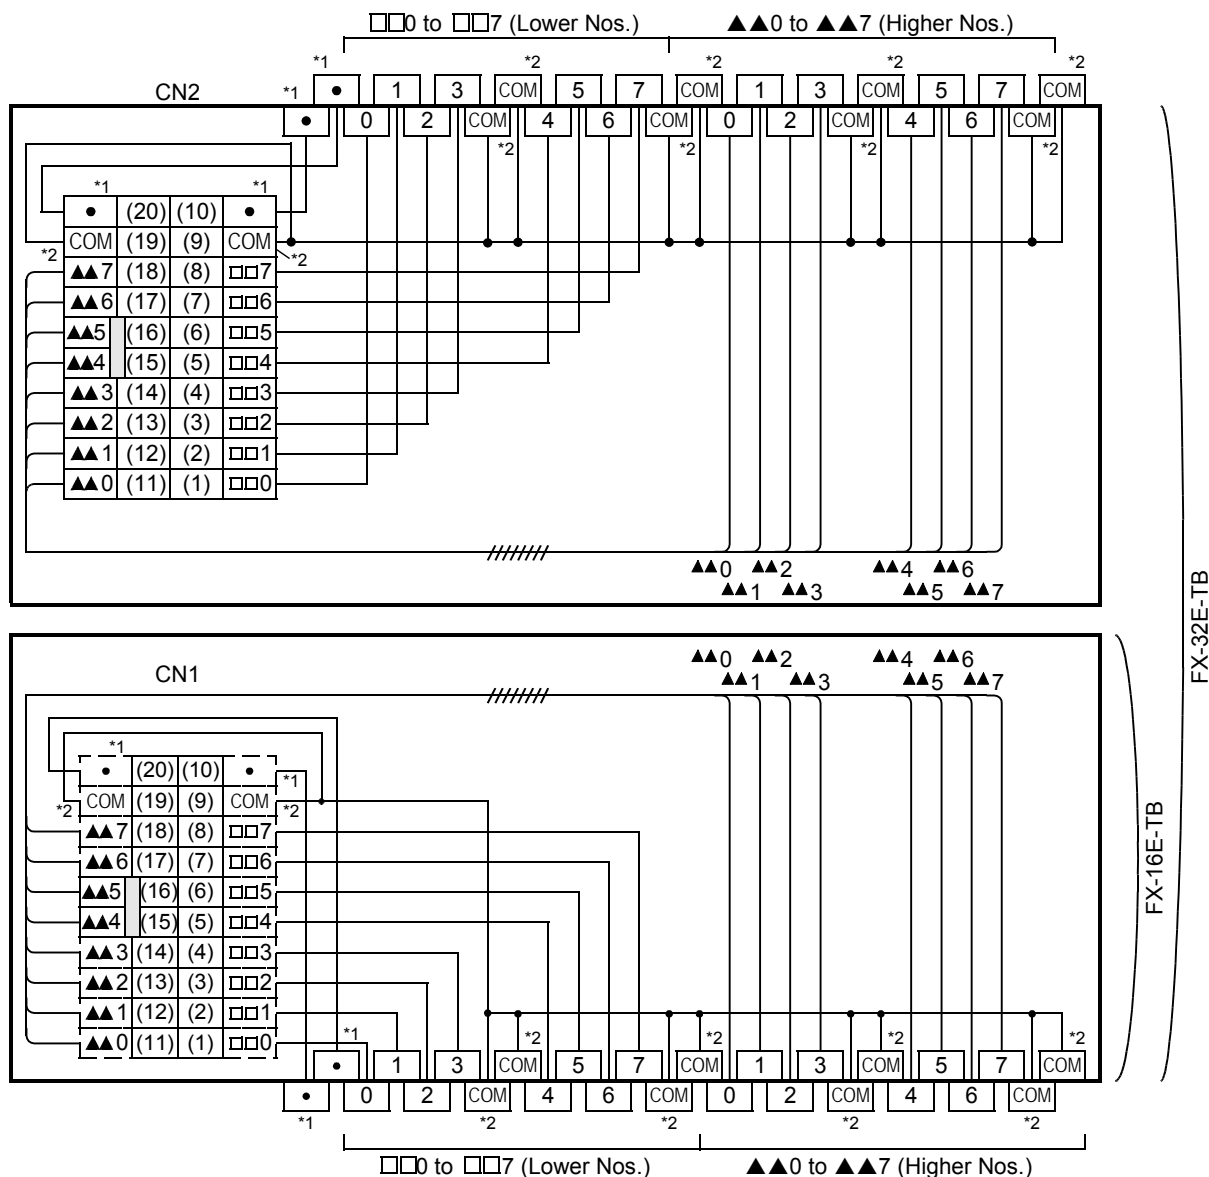 □□0 to □□7 (Lower Nos.) ▲▲0 to ▲▲7 (Higher Nos.)
*1 *2 *2 *2 *2
CN2 *1 • 1 3 COM 5 7 COM 1 3 COM 5 7 COM
• 0 2 COM 4 6 COM 0 2 COM 4 6 COM
*2 *2 *2 *2
*1 *1
• (20) (10) •
COM (19) (9) COM
*2 *2
▲▲7 (18) (8) □□7
▲▲6 (17) (7) □□6
▲▲5 (16) (6) □□5
▲▲4 (15) (5) □□4
▲▲3 (14) (4) □□3
▲▲2 (13) (3) □□2
▲▲1 (12) (2) □□1
▲▲0 (11) (1) □□0
▲▲0 ▲▲2 ▲▲4 ▲▲6
▲▲1 ▲▲3 ▲▲5 ▲▲7
FX-32E-TB
▲▲0 ▲▲2 ▲▲4 ▲▲6
CN1
▲▲1 ▲▲3 ▲▲5 ▲▲7
*1
• (20) (10) •
*1
COM (19) (9) COM
*2 *2
▲▲7 (18) (8) □□7
▲▲6 (17) (7) □□6
▲▲5 (16) (6) □□5
▲▲4 (15) (5) □□4
▲▲3 (14) (4) □□3
▲▲2 (13) (3) □□2
▲▲1 (12) (2) □□1
▲▲0 (11) (1) □□0
FX-16E-TB
*1 *2 *2 *2 *2
• 1 3 COM 5 7 COM 1 3 COM 5 7 COM
• 0 2 COM 4 6 COM 0 2 COM 4 6 COM
*1 *2 *2 *2 *2
□□0 to □□7 (Lower Nos.) ▲▲0 to ▲▲7 (Higher Nos.)